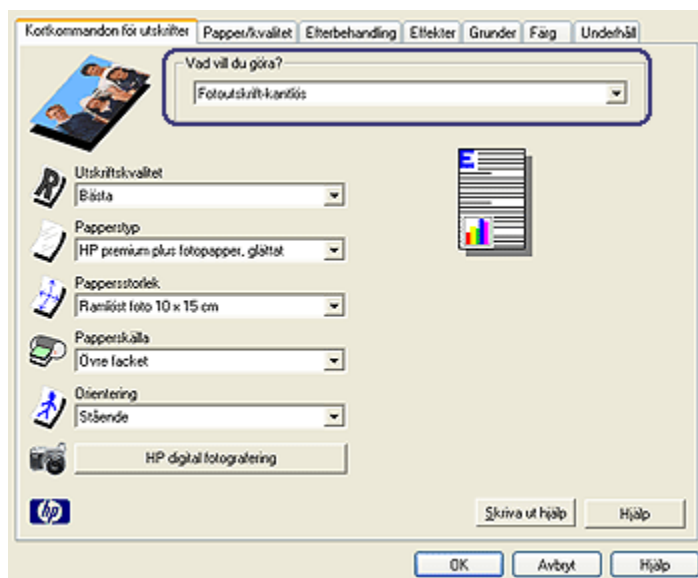 Kortkommandon för utskrifter Papper/kvalitet Efterbehandling Effekter Grunder Färg Underhåll
Vad vill du göra?
Fotoutskrift-kantlös
Utskriftskvalitet
Bästa
Papperstyp
HP premium plus fotopapper, glättat
Pappersstorlek
Ramlöst foto 10 x 15 cm
Papperskälla
Övre facket
Orientering
Stående
HP digital fotografering
hp
Skriva ut hjälp Hjälp
OK Avbryt Hjälp